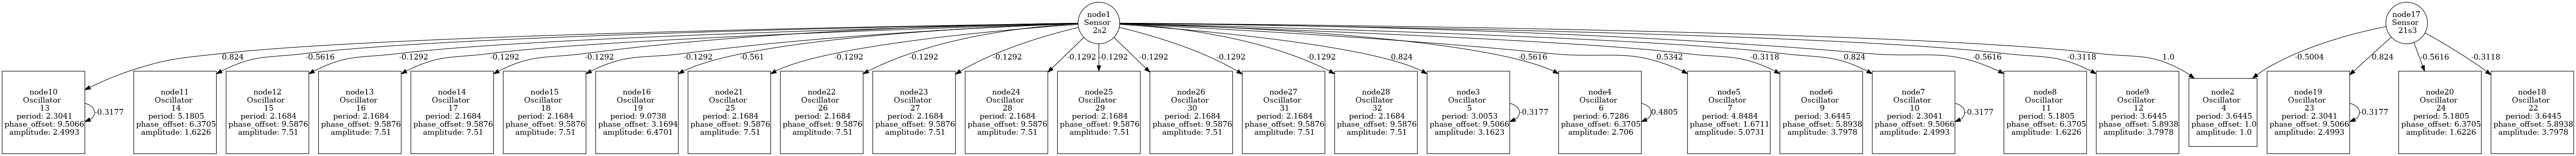 node1
Sensor
2s2
node17
Sensor
21s3
0.824
-0.5616
-0.1292
-0.1292
-0.1292
-0.1292
-0.561
-0.1292
-0.1292
-0.1292
-0.1292
-0.1292
-0.1292
-0.1292
-0.1292
0.824
-0.5616
0.5342
-0.3118
0.824
-0.5616
-0.3118
1.0
-0.5004
0.824
-0.5616
-0.3118
node10
Oscillator
13
period: 2.3041
phase_offset: 9.5066
amplitude: 2.4993
-0.3177
node11
Oscillator
14
period: 5.1805
phase_offset: 6.3705
amplitude: 1.6226
node12
Oscillator
15
period: 2.1684
phase_offset: 9.5876
amplitude: 7.51
node13
Oscillator
16
period: 2.1684
phase_offset: 9.5876
amplitude: 7.51
node14
Oscillator
17
period: 2.1684
phase_offset: 9.5876
amplitude: 7.51
node15
Oscillator
18
period: 2.1684
phase_offset: 9.5876
amplitude: 7.51
node16
Oscillator
19
period: 9.0738
phase_offset: 3.1694
amplitude: 6.4701
node21
Oscillator
25
period: 2.1684
phase_offset: 9.5876
amplitude: 7.51
node22
Oscillator
26
period: 2.1684
phase_offset: 9.5876
amplitude: 7.51
node23
Oscillator
27
period: 2.1684
phase_offset: 9.5876
amplitude: 7.51
node24
Oscillator
28
period: 2.1684
phase_offset: 9.5876
amplitude: 7.51
node25
Oscillator
29
period: 2.1684
phase_offset: 9.5876
amplitude: 7.51
node26
Oscillator
30
period: 2.1684
phase_offset: 9.5876
amplitude: 7.51
node27
Oscillator
31
period: 2.1684
phase_offset: 9.5876
amplitude: 7.51
node28
Oscillator
32
period: 2.1684
phase_offset: 9.5876
amplitude: 7.51
node3
Oscillator
5
period: 3.0053
phase_offset: 9.5066
amplitude: 3.1623
-0.3177
node4
Oscillator
6
period: 6.7286
phase_offset: 6.3705
amplitude: 2.706
0.4805
node5
Oscillator
7
period: 4.8484
phase_offset: 1.6711
amplitude: 5.0731
node6
Oscillator
9
period: 3.6445
phase_offset: 5.8938
amplitude: 3.7978
node7
Oscillator
10
period: 2.3041
phase_offset: 9.5066
amplitude: 2.4993
-0.3177
node8
Oscillator
11
period: 5.1805
phase_offset: 6.3705
amplitude: 1.6226
node9
Oscillator
12
period: 3.6445
phase_offset: 5.8938
amplitude: 3.7978
node2
Oscillator
4
period: 3.6445
phase_offset: 1.0
amplitude: 1.0
node19
Oscillator
23
period: 2.3041
phase_offset: 9.5066
amplitude: 2.4993
-0.3177
node20
Oscillator
24
period: 5.1805
phase_offset: 6.3705
amplitude: 1.6226
node18
Oscillator
22
period: 3.6445
phase_offset: 5.8938
amplitude: 3.7978